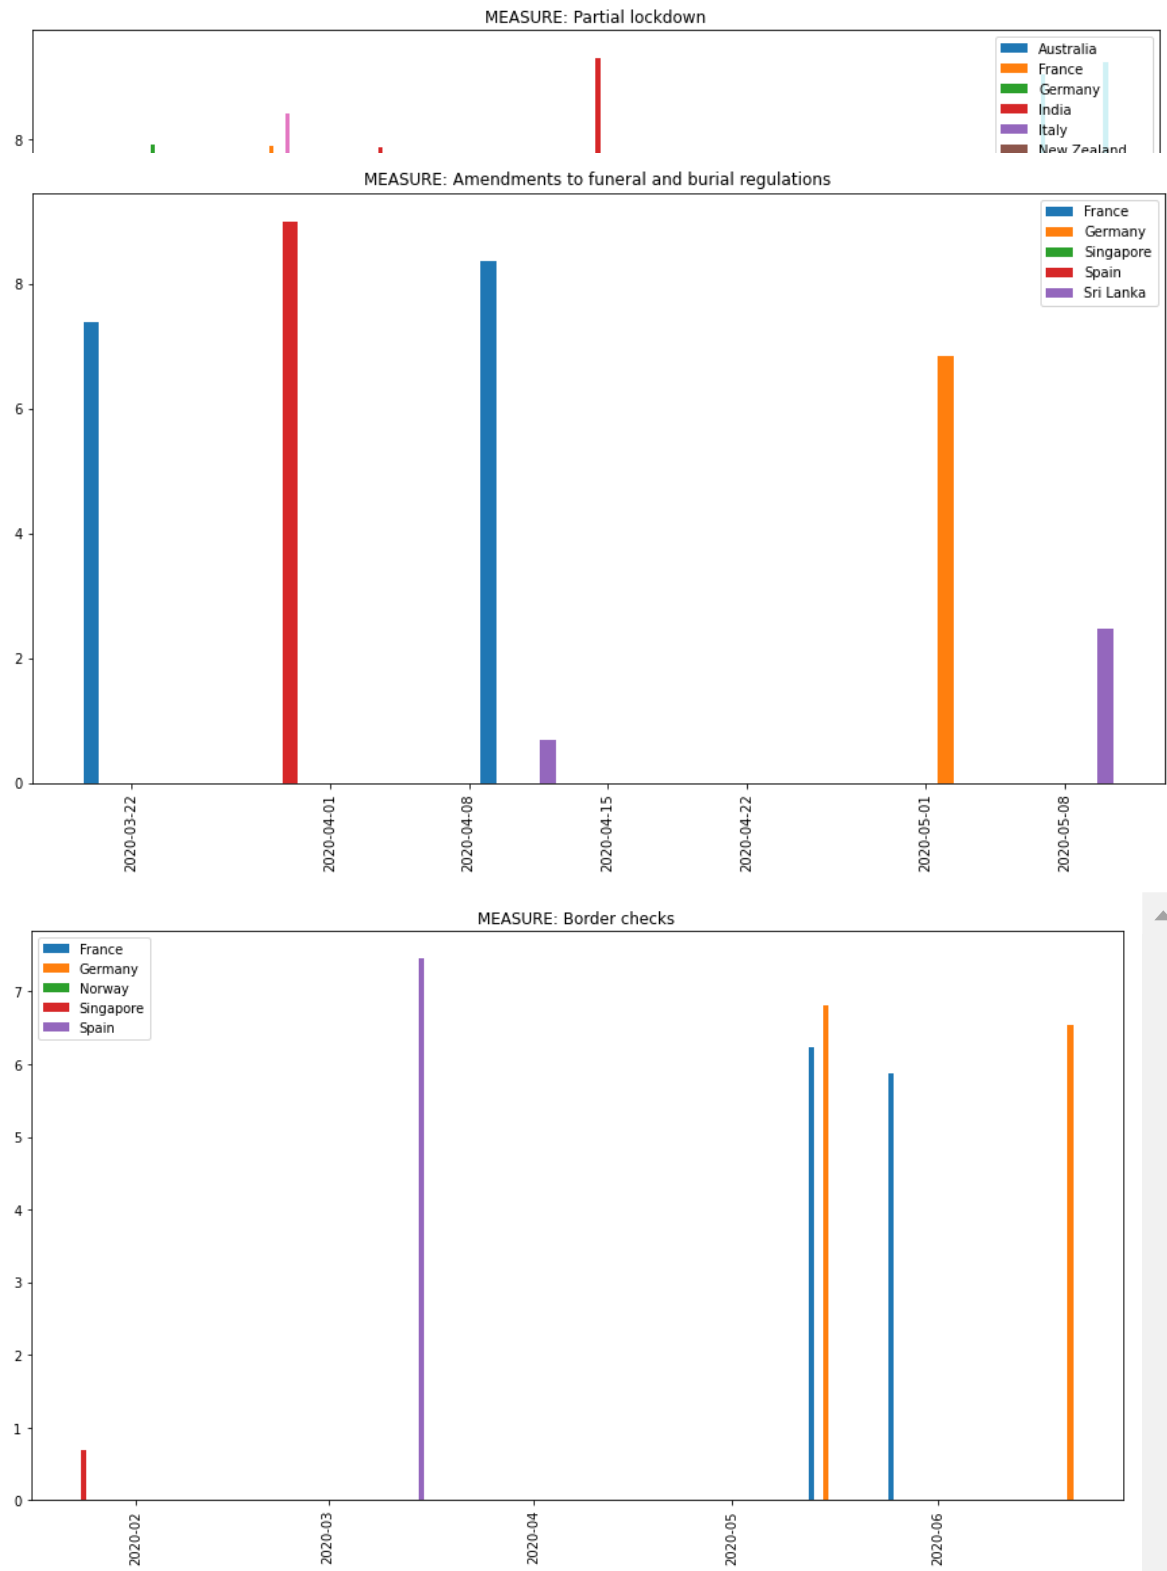 MEASURE: Partial lockdown
Australia
France
Germany
India
Italy
New Zealand
8
MEASURE: Amendments to funeral and burial regulations
France
Germany
Singapore
Spain
Sri Lanka
8
6
4
2
0
2020-03-22
2020-04-01
2020-04-08
2020-04-15
2020-04-22
2020-05-01
2020-05-08
MEASURE: Border checks
France
Germany
Norway
Singapore
Spain
7
6
5
4
3
2
1
0
2020-02
2020-03
2020-04
2020-05
2020-06